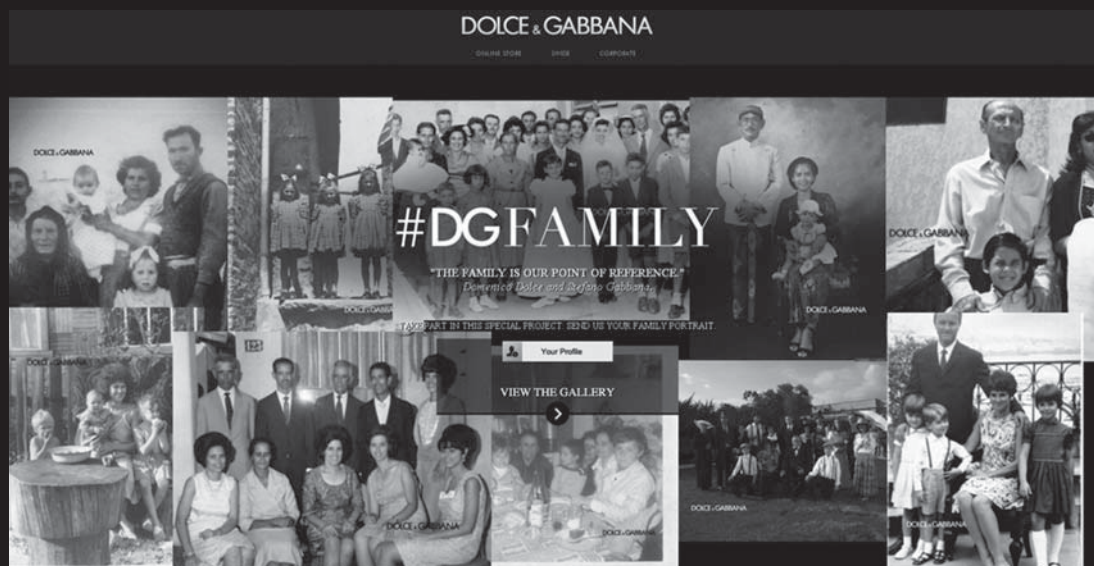 DOLCE & GABBANA
ONLINE STORE SWIDE CORPORATE
DOLCE & GABBANA
DOLCE & GABBANA
#DGFAMILY
DOLCE & GABBANA
"THE FAMILY IS OUR POINT OF REFERENCE."
Domenico Dolce and Stefano Gabbana.
DOLCE & GABBANA
TAKE PART IN THIS SPECIAL PROJECT. SEND US YOUR FAMILY PORTRAIT.
Your Profile
DOLCE & GABBANA
VIEW THE GALLERY
DOLCE & GABBANA
DOLCE & GABBANA
DOLCE & GABBANA
DOLCE & GABBANA